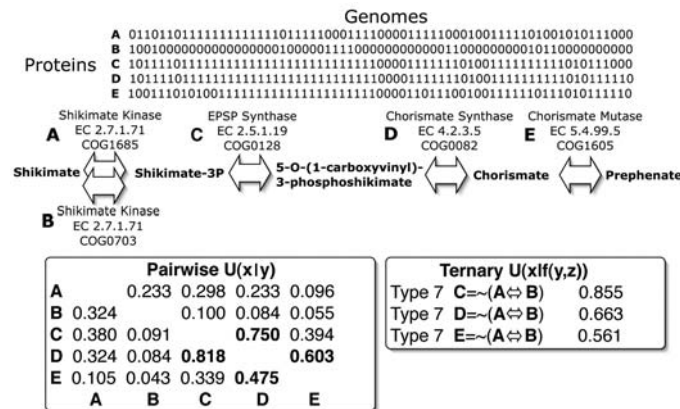 Genomes
Proteins
A
B
C
D
E
Shikimate Kinase
EC 2.7.1.71
COG1685
A
EPSP Synthase
EC 2.5.1.19
COG0128
C
Chorismate Synthase
EC 4.2.3.5
COG0082
D
Chorismate Mutase
EC 5.4.99.5
COG1605
E
Shikimate
Shikimate-3P
5-O-(1-carboxyvinyl)-
3-phosphoshikimate
Chorismate
Prephenate
B
Shikimate Kinase
EC 2.7.1.71
COG0703
Pairwise U(x|y)
A 0.233 0.298 0.233 0.096
B 0.324 0.100 0.084 0.055
C 0.380 0.091 0.750 0.394
D 0.324 0.084 0.818 0.603
E 0.105 0.043 0.339 0.475
A B C D E
Ternary U(x|f(y,z))
Type 7 C=~(A⇔B) 0.855
Type 7 D=~(A⇔B) 0.663
Type 7 E=~(A⇔B) 0.561